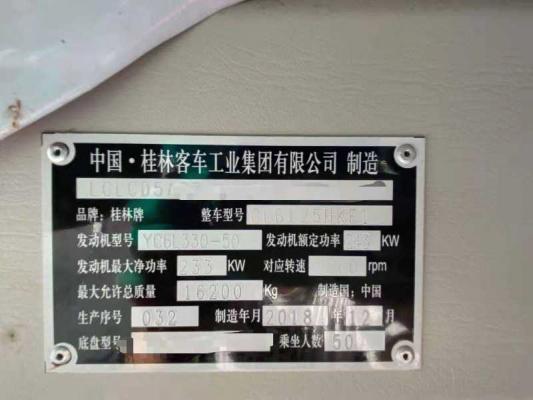 中国·桂林客车工业集团有限公司 制造
LCLCD57
品牌: 桂林牌 整车型号
发动机型号 YC6L330-50 发动机额定功率 243 KW
发动机最大净功率 233 KW 对应转速 rpm
最大允许总质量 16200 Kg 制造国: 中国
生产序号 032 制造年月 2018 年 12 月
底盘型号 乘坐人数 50